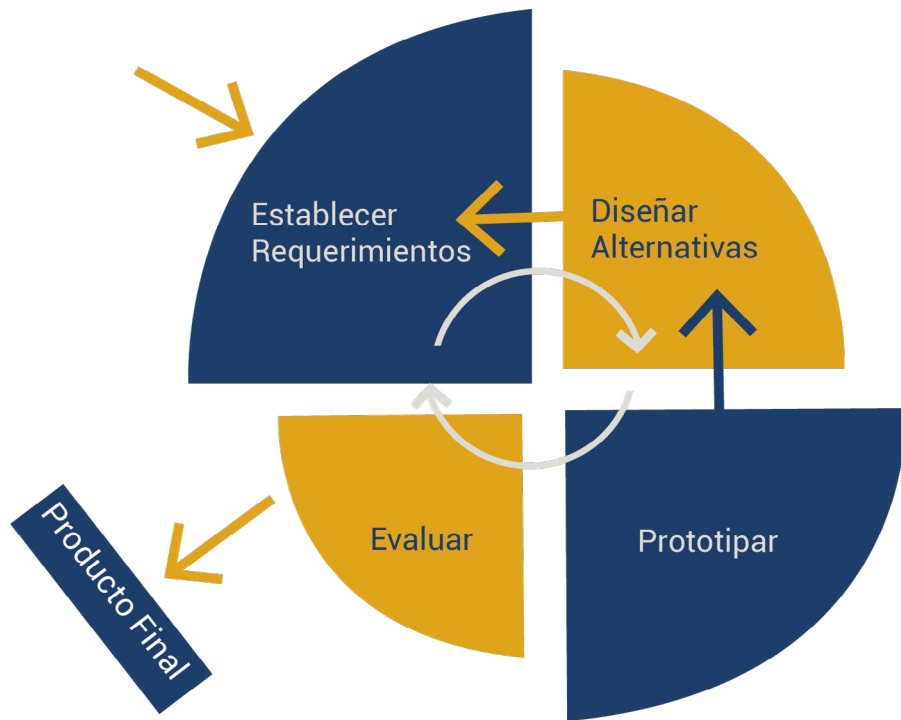 Establecer
Requerimientos
Diseñar
Alternativas
Evaluar
Prototipar
Producto Final